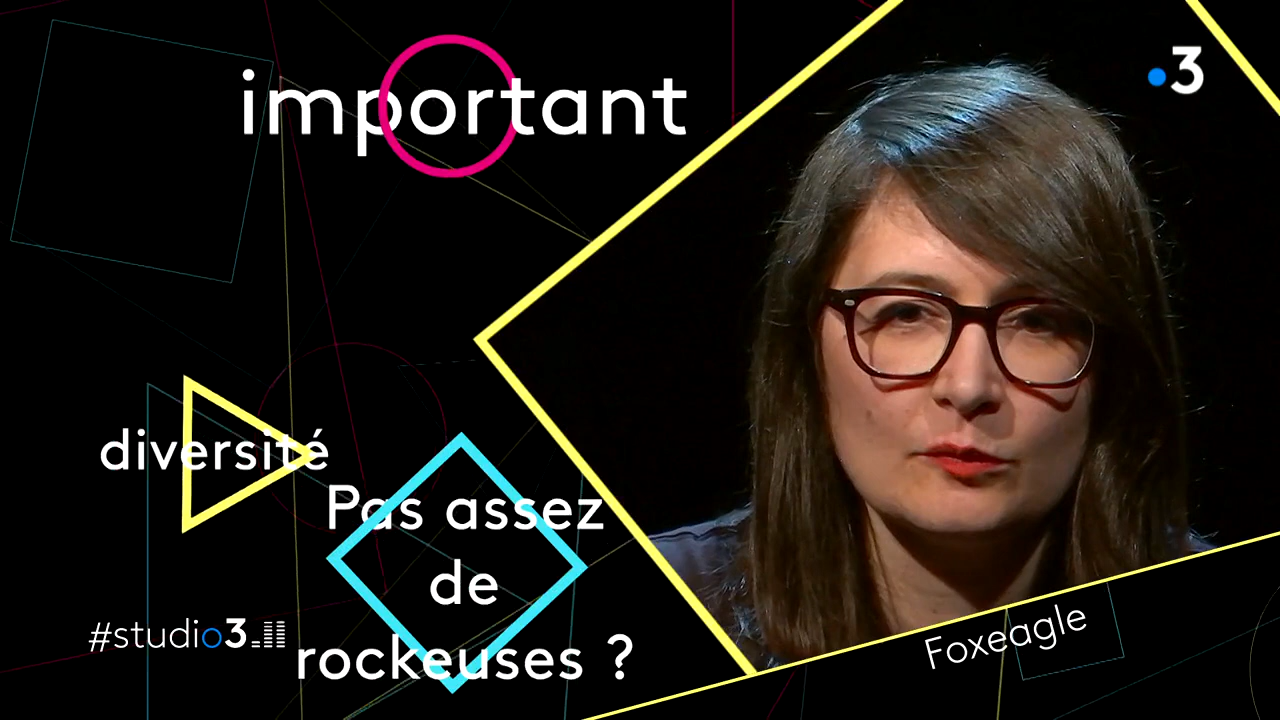 important
3
diversité
Pas assez
de
rockeuses ?
#studio3
Foxeagle